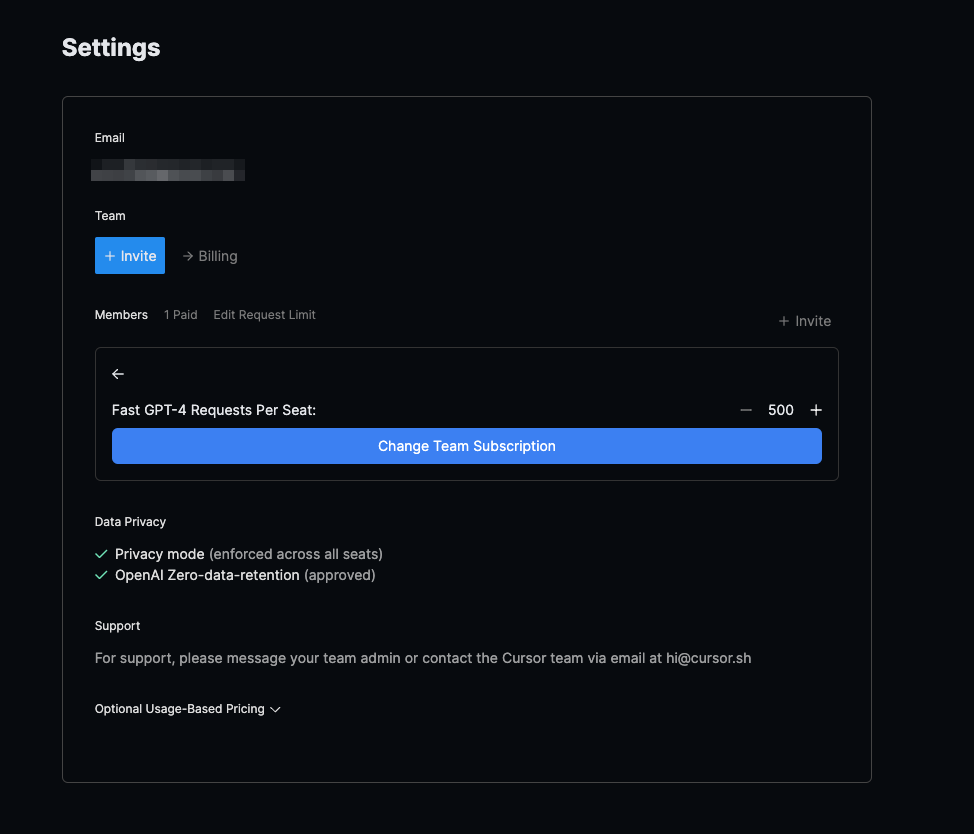 Settings
Email
Team
+ Invite → Billing
Members 1 Paid Edit Request Limit
+ Invite
←
Fast GPT-4 Requests Per Seat: — 500 +
Change Team Subscription
Data Privacy
✓ Privacy mode (enforced across all seats)
✓ OpenAI Zero-data-retention (approved)
Support
For support, please message your team admin or contact the Cursor team via email at hi@cursor.sh
Optional Usage-Based Pricing